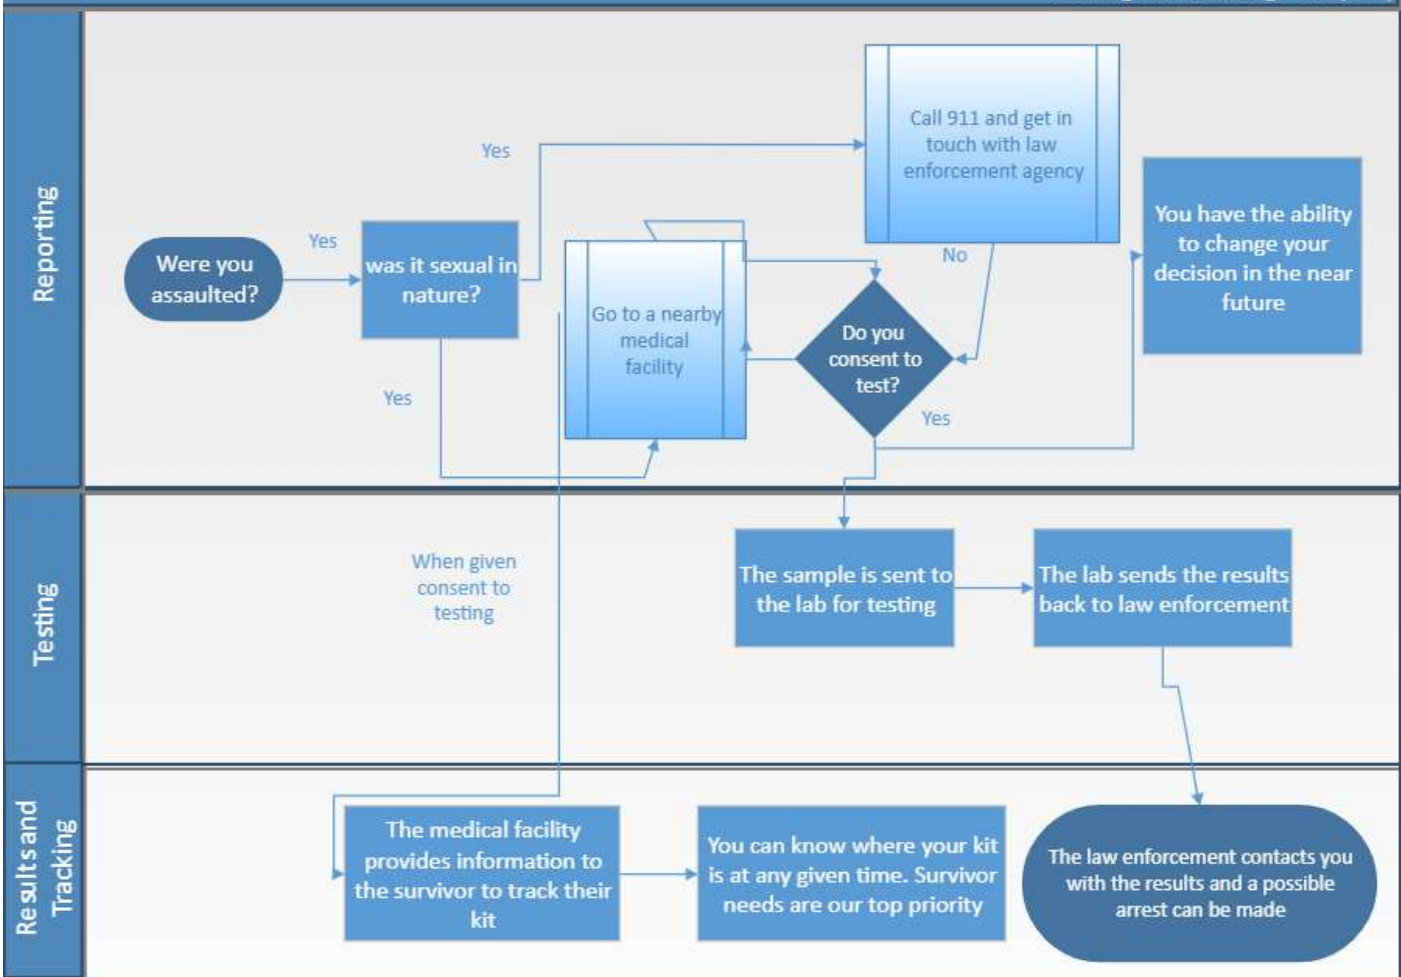 Reporting
Were you
assaulted?
Yes
was it sexual in
nature?
Yes
Yes
Call 911 and get in
touch with law
enforcement agency
No
Go to a nearby
medical
facility
Do you
consent to
test?
Yes
You have the ability
to change your
decision in the near
future
Testing
When given
consent to
testing
The sample is sent to
the lab for testing
The lab sends the results
back to law enforcement
Results and
Tracking
The medical facility
provides information to
the survivor to track their
kit
You can know where your kit
is at any given time. Survivor
needs are our top priority
The law enforcement contacts you
with the results and a possible
arrest can be made